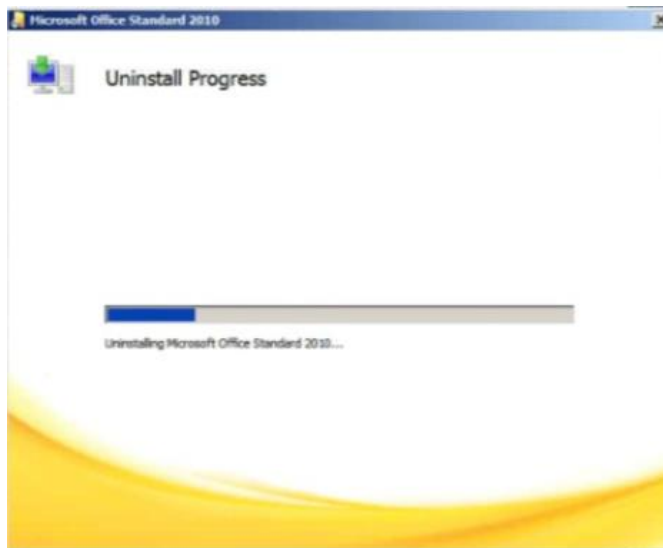 Microsoft Office Standard 2010
Uninstall Progress
Uninstalling Microsoft Office Standard 2010...